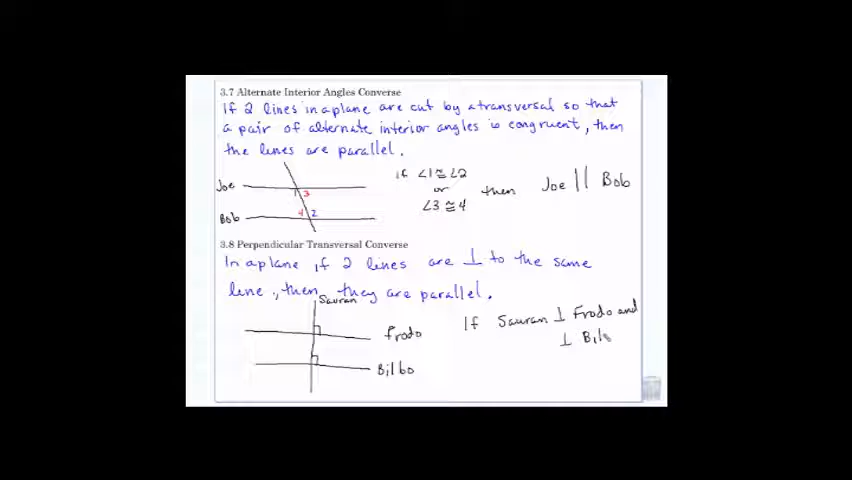 3.7 Alternate Interior Angles Converse
If 2 lines in a plane are cut by a transversal so that
a pair of alternate interior angles is congruent, then
the lines are parallel.
Joe
1 3
4 2
Bob
if ∠1≅∠2
or
∠3≅4
then Joe || Bob
3.8 Perpendicular Transversal Converse
In a plane, if 2 lines are ⊥ to the same
line, then, they are parallel.
Sauran
frodo
Bilbo
If Sauran ⊥ Frodo and
⊥ Bil